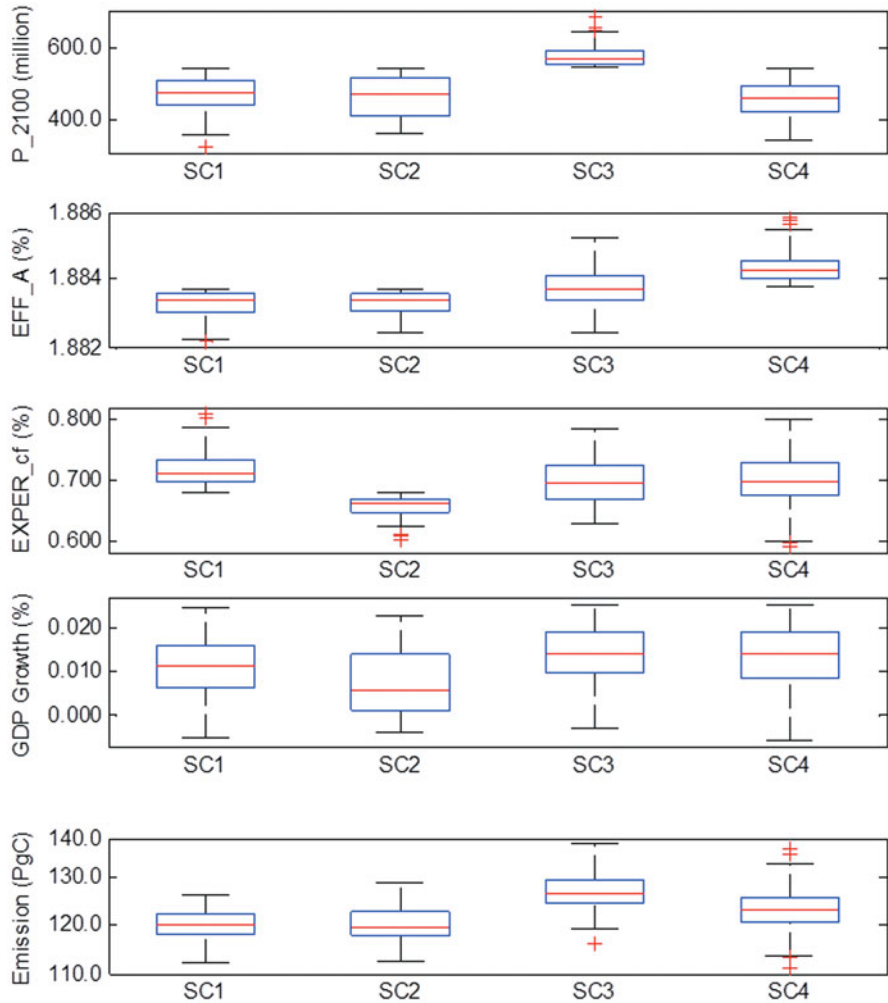 P_2100 (million)
600.0
400.0
SC1 SC2 SC3 SC4
EFF_A (%)
1.886
1.884
1.882
SC1 SC2 SC3 SC4
EXPER_cf (%)
0.800
0.700
0.600
SC1 SC2 SC3 SC4
GDP Growth (%)
0.020
0.010
0.000
SC1 SC2 SC3 SC4
Emission (PgC)
140.0
130.0
120.0
110.0
SC1 SC2 SC3 SC4